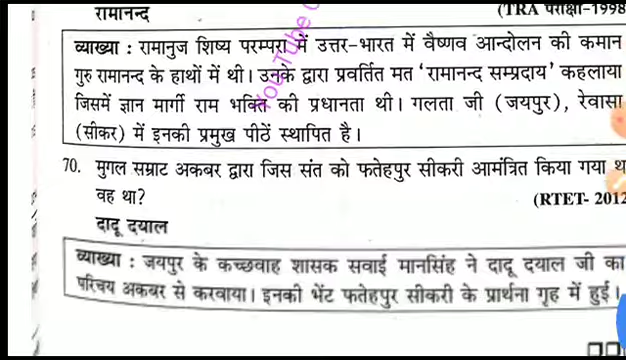 रामानन्द (TRA परीक्षा-1998
व्याख्या : रामानुज शिष्य परम्परा में उत्तर-भारत में वैष्णव आन्दोलन की कमान
गुरु रामानन्द के हाथों में थी। उनके द्वारा प्रवर्तित मत ‘रामानन्द सम्प्रदाय’ कहलाया
जिसमें ज्ञान मार्गी राम भक्ति की प्रधानता थी। गलता जी (जयपुर), रेवासा
(सीकर) में इनकी प्रमुख पीठें स्थापित है।
70. मुगल सम्राट अकबर द्वारा जिस संत को फतेहपुर सीकरी आमंत्रित किया गया थ
वह था? (RTET- 2012
दादू दयाल
व्याख्या : जयपुर के कच्छवाह शासक सवाई मानसिंह ने दादू दयाल जी का
परिचय अकबर से करवाया। इनकी भेंट फतेहपुर सीकरी के प्रार्थना गृह में हुई।
You Tube